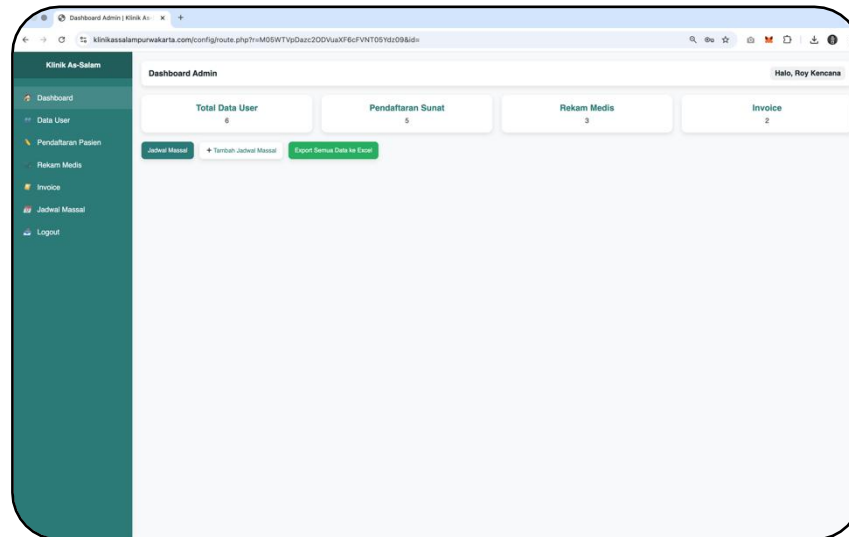 Dashboard Admin | Klinik As-
klinikassalampurwakarta.com/config/route.php?r=M05WTVpDazc2ODVuaXF6cFVNT05Ydz09&id=
Klinik As-Salam
Dashboard Admin
Halo, Roy Kencana
Dashboard
Data User
Pendaftaran Pasien
Rekam Medis
Invoice
Jadwal Massal
Logout
Total Data User
6
Pendaftaran Sunat
5
Rekam Medis
3
Invoice
2
Jadwal Massal
+ Tambah Jadwal Massal
Export Semua Data ke Excel